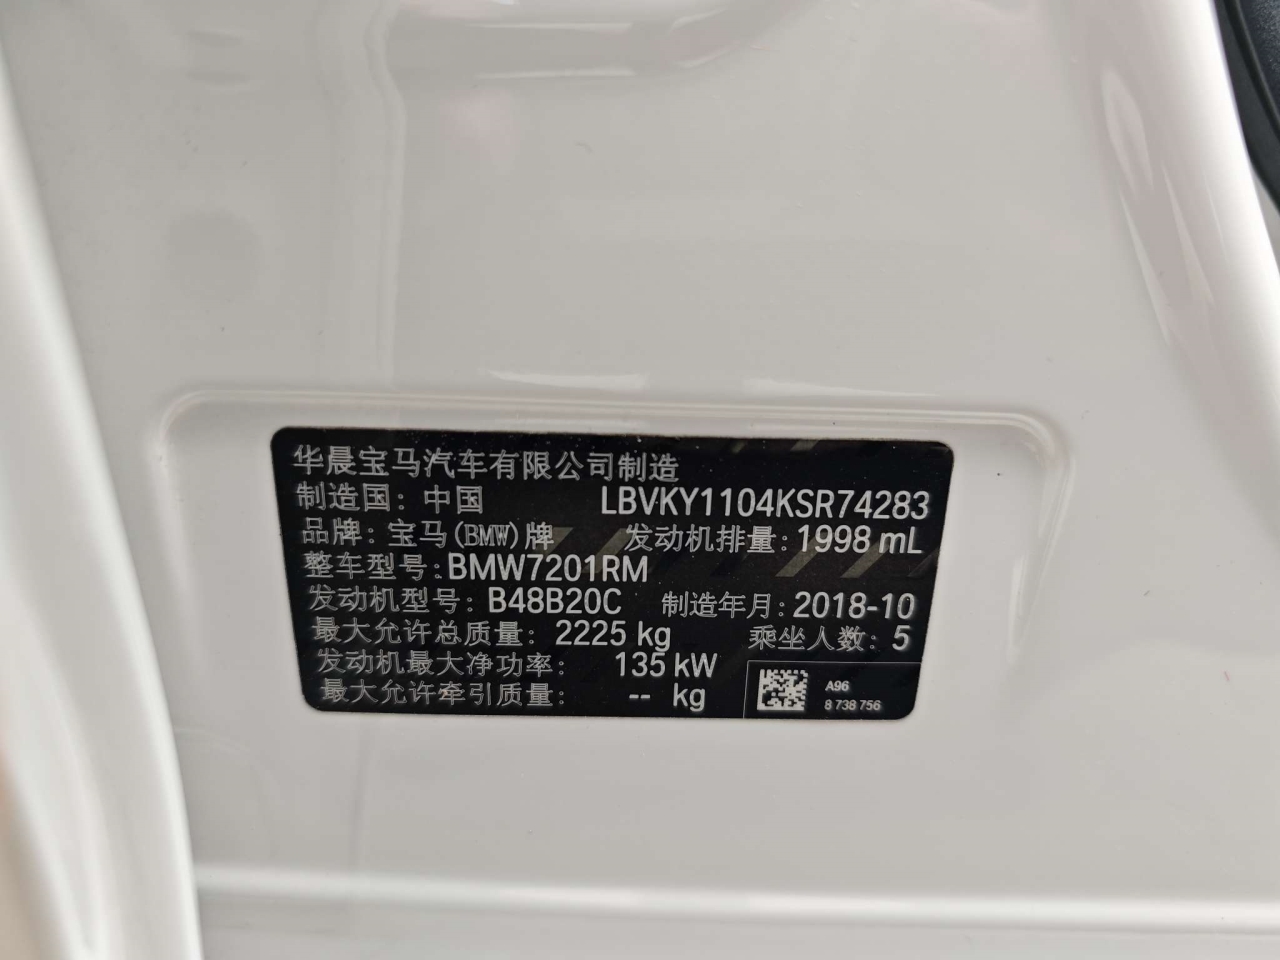 华晨宝马汽车有限公司制造
制造国：中国 LBVKY1104KSR74283
品牌：宝马(BMW)牌 发动机排量：1998 mL
整车型号：BMW7201RM
发动机型号：B48B20C 制造年月：2018-10
最大允许总质量：2225 kg 乘坐人数：5
发动机最大净功率：135 kW
最大允许牵引质量：-- kg
A96
8 738 756